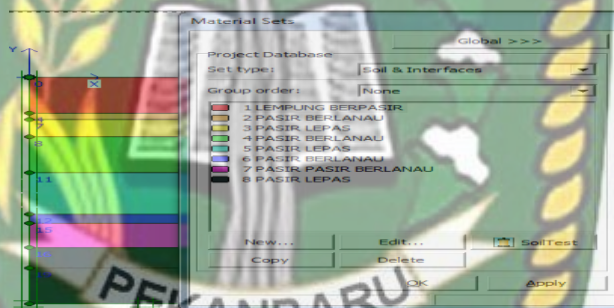 Material Sets
Global >>>
Project Database
Set type: Soil & Interfaces
Group order: None
1 LEMPUNG BERPASIR
2 PASIR BERLANAU
3 PASIR LEPAS
4 PASIR BERLANAU
5 PASIR LEPAS
6 PASIR BERLANAU
7 PASIR PASIR BERLANAU
8 PASIR LEPAS
New... Edit... SoilTest
Copy Delete
OK Apply
Y
0 X
8
11
PEKANBARU